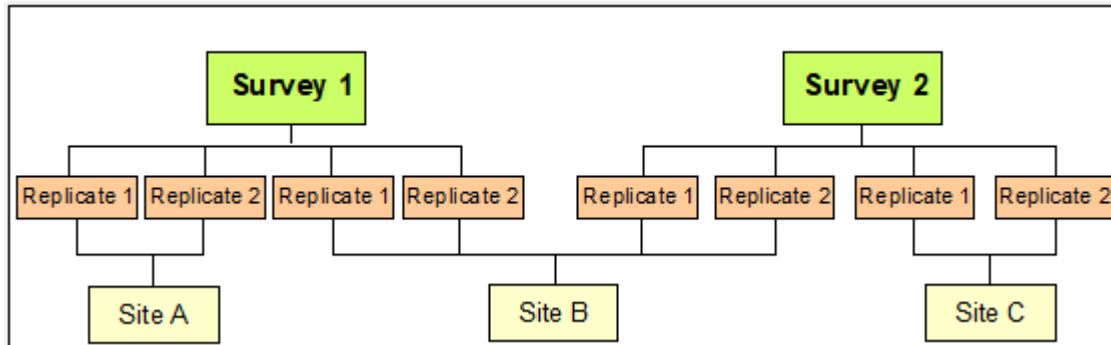 Survey 1
Survey 2
Replicate 1
Replicate 2
Replicate 1
Replicate 2
Replicate 1
Replicate 2
Replicate 1
Replicate 2
Site A
Site B
Site C